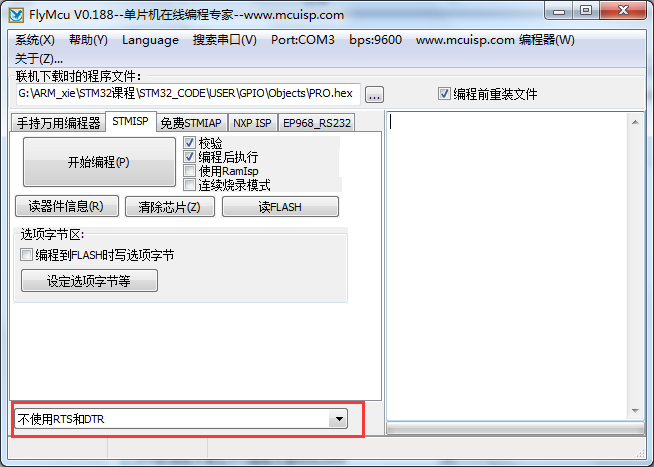 FlyMcu V0.188--单片机在线编程专家--www.mcuisp.com
系统(X) 帮助(Y) Language 搜索串口(V) Port:COM3 bps:9600 www.mcuisp.com 编程器(W)
关于(Z)...
联机下载时的程序文件：
G:\ARM_xie\STM32课程\STM32_CODE\USER\GPIO\Objects\PRO.hex ... 编程前重装文件
手持万用编程器 STMISP 免费STMIAP NXP ISP EP968_RS232
开始编程(P)
校验
编程后执行
使用RamIsp
连续烧录模式
读器件信息(R) 清除芯片(Z) 读FLASH
选项字节区:
编程到FLASH时写选项字节
设定选项字节等
不使用RTS和DTR